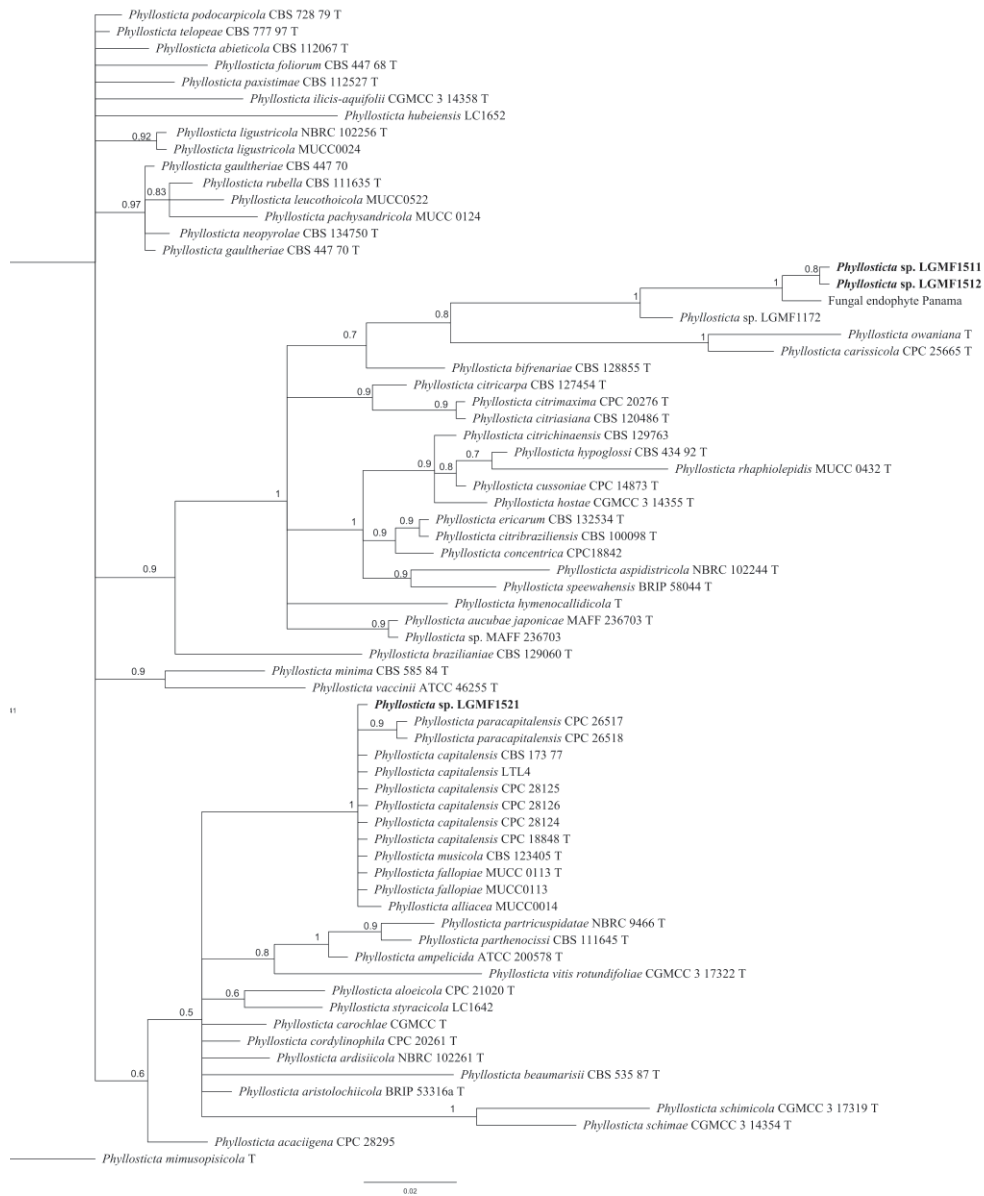 Phyllosticta podocarpicola CBS 728 79 T
Phyllosticta telopeae CBS 777 97 T
Phyllosticta abieticola CBS 112067 T
Phyllosticta foliorum CBS 447 68 T
Phyllosticta paxistimae CBS 112527 T
Phyllosticta ilicis-aquifolii CGMCC 3 14358 T
Phyllosticta hubeiensis LC1652
0.92
Phyllosticta ligustricola NBRC 102256 T
Phyllosticta ligustricola MUCC0024
Phyllosticta gaultheriae CBS 447 70
0.83
Phyllosticta rubella CBS 111635 T
0.97
Phyllosticta leucothoicola MUCC0522
Phyllosticta pachysandricola MUCC 0124
Phyllosticta neopyrolae CBS 134750 T
Phyllosticta gaultheriae CBS 447 70 T
0.8
Phyllosticta sp. LGMF1511
1
Phyllosticta sp. LGMF1512
1
Fungal endophyte Panama
0.8
Phyllosticta sp. LGMF1172
0.7
1
Phyllosticta owaniana T
Phyllosticta carissicola CPC 25665 T
Phyllosticta bifrenariae CBS 128855 T
0.9
Phyllosticta citricarpa CBS 127454 T
0.9
Phyllosticta citrimaxima CPC 20276 T
Phyllosticta citriasiana CBS 120486 T
Phyllosticta citrichinaensis CBS 129763
0.7
Phyllosticta hypoglossi CBS 434 92 T
0.9
0.8
Phyllosticta rhaphiolepidis MUCC 0432 T
Phyllosticta cussoniae CPC 14873 T
1
Phyllosticta hostae CGMCC 3 14355 T
1
0.9
Phyllosticta ericarum CBS 132534 T
0.9
Phyllosticta citribraziliensis CBS 100098 T
Phyllosticta concentrica CPC18842
0.9
0.9
Phyllosticta aspidistricola NBRC 102244 T
Phyllosticta speewahensis BRIP 58044 T
Phyllosticta hymenocallidicola T
0.9
Phyllosticta aucubae japonicae MAFF 236703 T
Phyllosticta sp. MAFF 236703
Phyllosticta brazilianiae CBS 129060 T
0.9
Phyllosticta minima CBS 585 84 T
Phyllosticta vaccinii ATCC 46255 T
Phyllosticta sp. LGMF1521
0.9
Phyllosticta paracapitalensis CPC 26517
Phyllosticta paracapitalensis CPC 26518
Phyllosticta capitalensis CBS 173 77
Phyllosticta capitalensis LTL4
Phyllosticta capitalensis CPC 28125
1
Phyllosticta capitalensis CPC 28126
Phyllosticta capitalensis CPC 28124
Phyllosticta capitalensis CPC 18848 T
Phyllosticta musicola CBS 123405 T
Phyllosticta fallopiae MUCC 0113 T
Phyllosticta fallopiae MUCC0113
Phyllosticta alliacea MUCC0014
0.9
Phyllosticta partricuspidatae NBRC 9466 T
1
Phyllosticta parthenocissi CBS 111645 T
0.8
Phyllosticta ampelicida ATCC 200578 T
Phyllosticta vitis rotundifoliae CGMCC 3 17322 T
0.6
Phyllosticta aloeicola CPC 21020 T
Phyllosticta styracicola LC1642
0.5
Phyllosticta carochlae CGMCC T
Phyllosticta cordylinophila CPC 20261 T
Phyllosticta ardisiicola NBRC 102261 T
0.6
Phyllosticta beaumarisii CBS 535 87 T
Phyllosticta aristolochiicola BRIP 53316a T
1
Phyllosticta schimicola CGMCC 3 17319 T
Phyllosticta schimae CGMCC 3 14354 T
Phyllosticta acaciigena CPC 28295
Phyllosticta mimusopisicola T
0.02